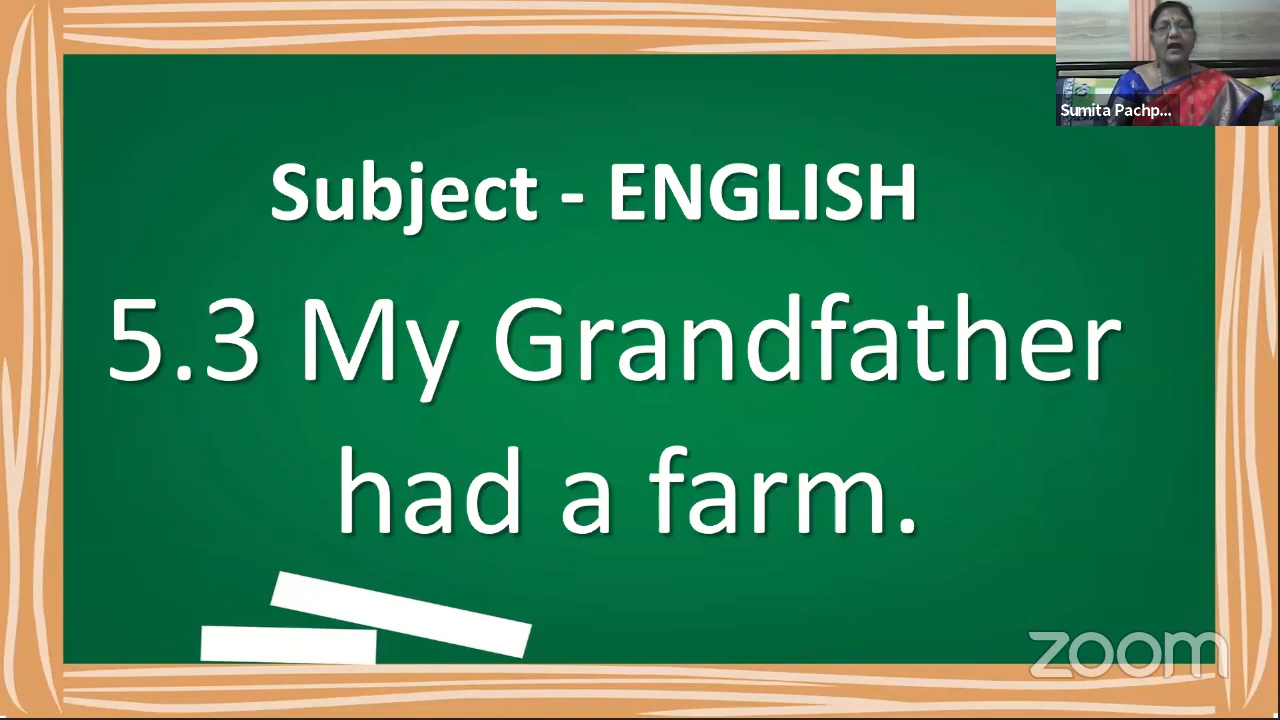 Sumita Pachp...
Subject - ENGLISH
5.3 My Grandfather
had a farm.
zoom